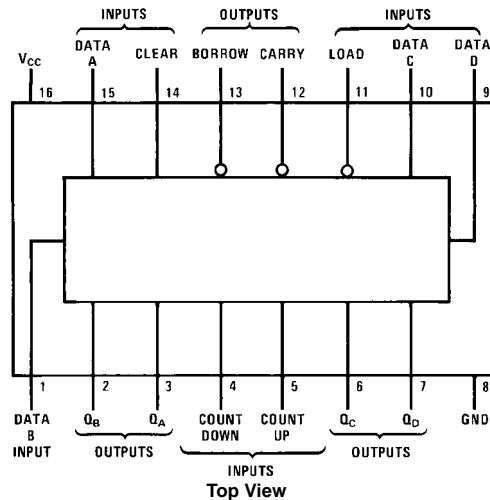 INPUTS OUTPUTS INPUTS
DATA A CLEAR BORROW CARRY LOAD DATA C DATA D
VCC
16 15 14 13 12 11 10 9
1 2 3 4 5 6 7 8
DATA B INPUT QB QA COUNT DOWN COUNT UP QC QD GND
OUTPUTS INPUTS OUTPUTS
Top View